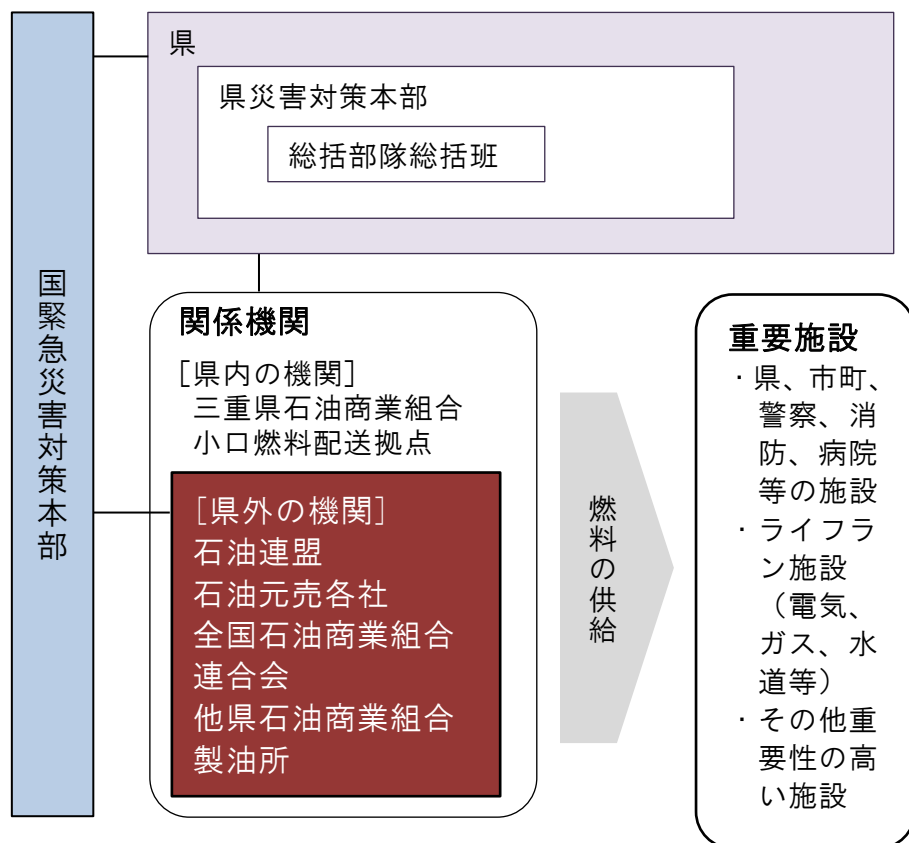 国緊急災害対策本部
県
県災害対策本部
総括部隊総括班
関係機関
［県内の機関］
三重県石油商業組合
小口燃料配送拠点
［県外の機関］
石油連盟
石油元売各社
全国石油商業組合
連合会
他県石油商業組合
製油所
燃料の供給
重要施設
・県、市町、
警察、消
防、病院
等の施設
・ライフラ
ン施設
（電気、
ガス、水
道等）
・その他重
要性の高
い施設